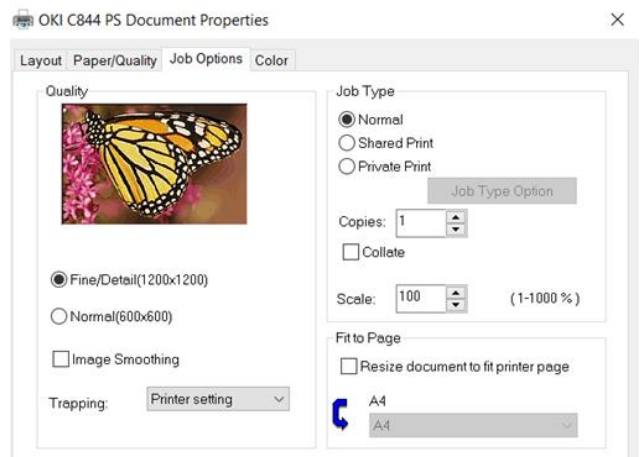 OKI C844 PS Document Properties
Layout Paper/Quality Job Options Color
Quality
Fine/Detail(1200x1200)
Normal(600x600)
Image Smoothing
Trapping: Printer setting
Job Type
Normal
Shared Print
Private Print
Job Type Option
Copies: 1
Collate
Scale: 100 (1-1000 %)
Fit to Page
Resize document to fit printer page
A4
A4